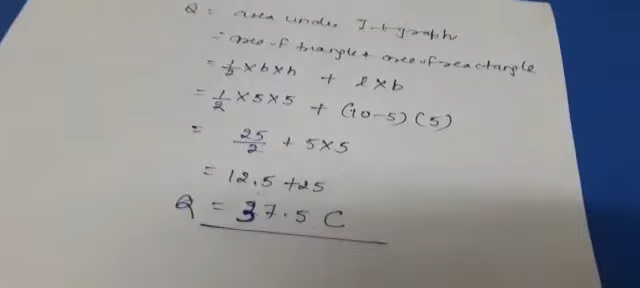 Q = area under I-t graph
= area of triangle + area of reactangle
= 1/2 × b × h + l × b
= 1/2 × 5 × 5 + (10-5) (5)
= 25/2 + 5 × 5
= 12.5 + 25
Q = 37.5 C